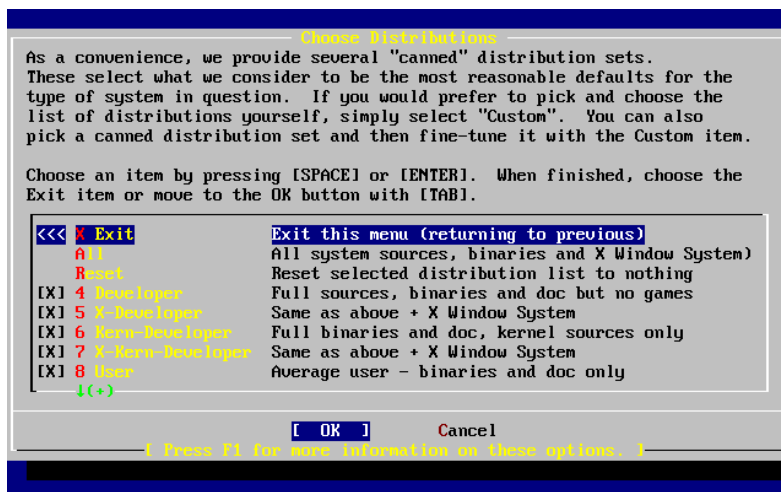 Choose Distributions
As a convenience, we provide several "canned" distribution sets.
These select what we consider to be the most reasonable defaults for the
type of system in question.  If you would prefer to pick and choose the
list of distributions yourself, simply select "Custom".  You can also
pick a canned distribution set and then fine-tune it with the Custom item.
Choose an item by pressing [SPACE] or [ENTER].  When finished, choose the
Exit item or move to the OK button with [TAB].
<<< X Exit Exit this menu (returning to previous)
All All system sources, binaries and X Window System)
Reset Reset selected distribution list to nothing
[X] 4 Developer Full sources, binaries and doc but no games
[X] 5 X-Developer Same as above + X Window System
[X] 6 Kern-Developer Full binaries and doc, kernel sources only
[X] 7 X-Kern-Developer Same as above + X Window System
[X] 8 User Average user - binaries and doc only
↓(+)
[ OK ] Cancel
[ Press F1 for more information on these options. ]